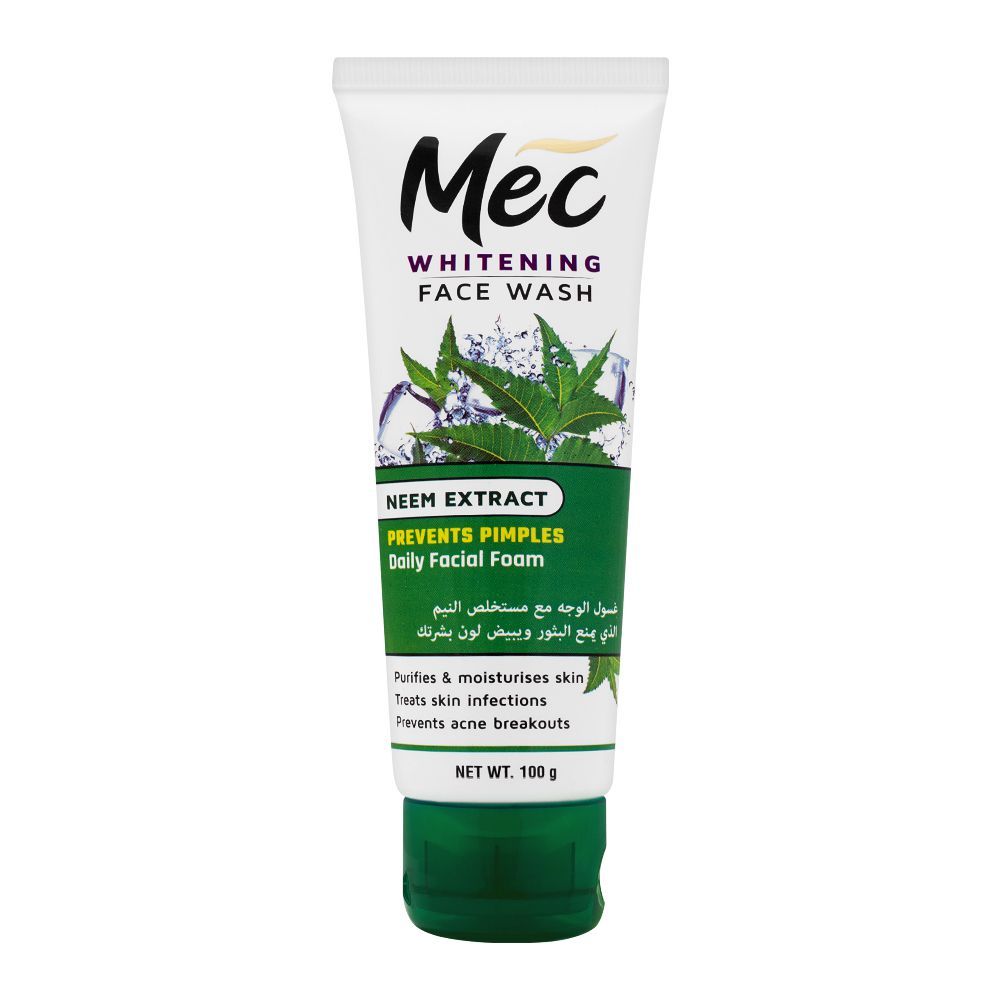 Mec
WHITENING
FACE WASH
NEEM EXTRACT
PREVENTS PIMPLES
Daily Facial Foam
غسول الوجه مع مستخلص النيم
الذي يمنع البثور ويبيض لون بشرتك
Purifies & moisturises skin
Treats skin infections
Prevents acne breakouts
NET WT. 100 g